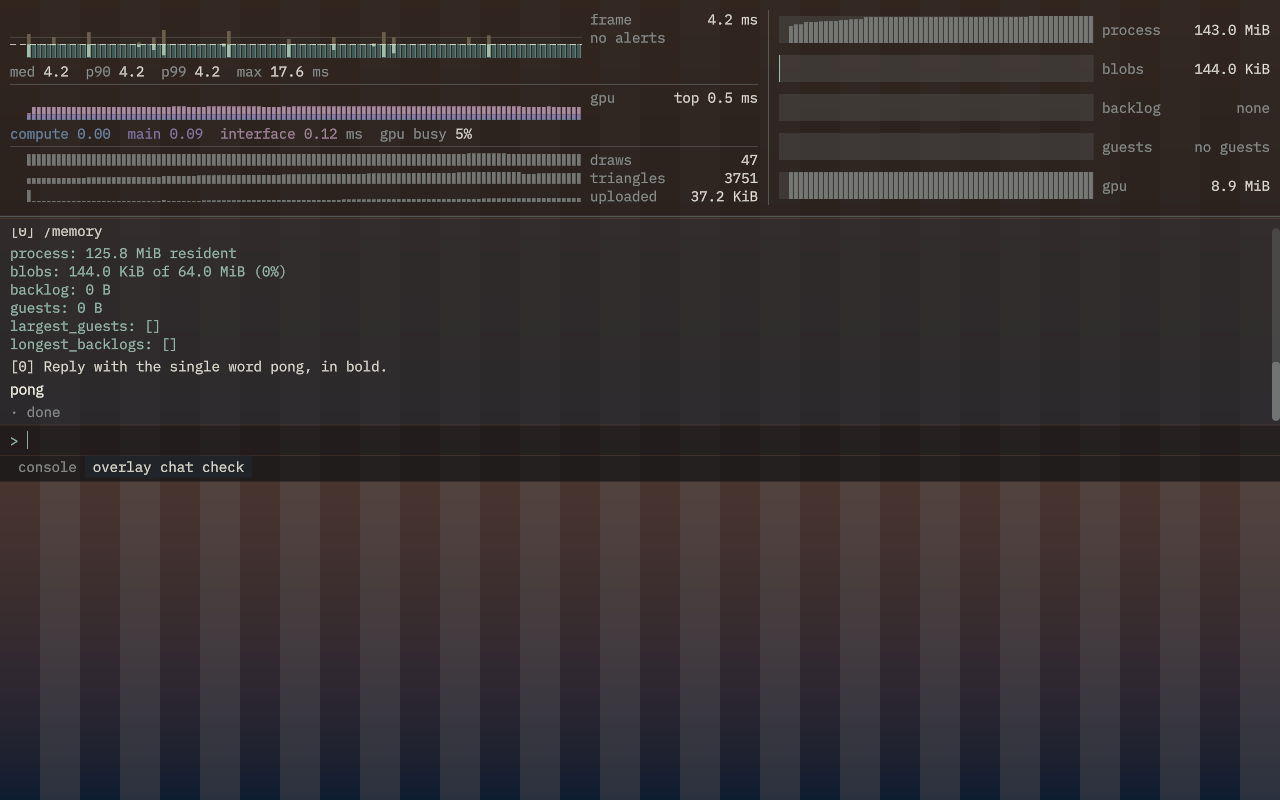 frame 4.2 ms
no alerts
med 4.2 p90 4.2 p99 4.2 max 17.6 ms
gpu top 0.5 ms
compute 0.00 main 0.09 interface 0.12 ms gpu busy 5%
draws 47
triangles 3751
uploaded 37.2 KiB
process 143.0 MiB
blobs 144.0 KiB
backlog none
guests no guests
gpu 8.9 MiB
[0] /memory
process: 125.8 MiB resident
blobs: 144.0 KiB of 64.0 MiB (0%)
backlog: 0 B
guests: 0 B
largest_guests: []
longest_backlogs: []
[0] Reply with the single word pong, in bold.
pong
· done
>
console overlay chat check